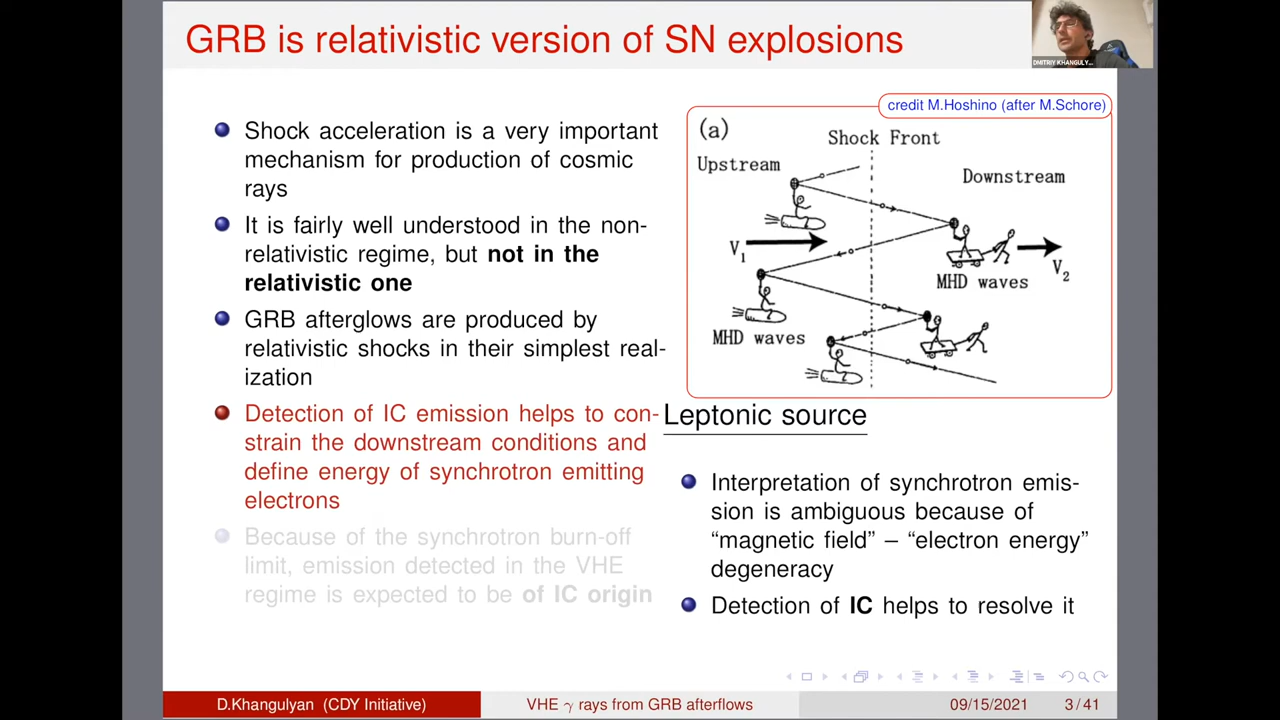 GRB is relativistic version of SN explosions
DMITRIY KHANGULY...
Shock acceleration is a very important
mechanism for production of cosmic
rays
It is fairly well understood in the non-
relativistic regime, but not in the
relativistic one
GRB afterglows are produced by
relativistic shocks in their simplest real-
ization
Detection of IC emission helps to con-
strain the downstream conditions and
define energy of synchrotron emitting
electrons
Because of the synchrotron burn-off
limit, emission detected in the VHE
regime is expected to be of IC origin
credit M.Hoshino (after M.Schore)
(a)
Shock Front
Upstream
Downstream
V1
V2
MHD waves
MHD waves
Leptonic source
Interpretation of synchrotron emis-
sion is ambiguous because of
“magnetic field” – “electron energy”
degeneracy
Detection of IC helps to resolve it
D.Khangulyan (CDY Initiative)
VHE γ rays from GRB afterflows
09/15/2021
3 / 41